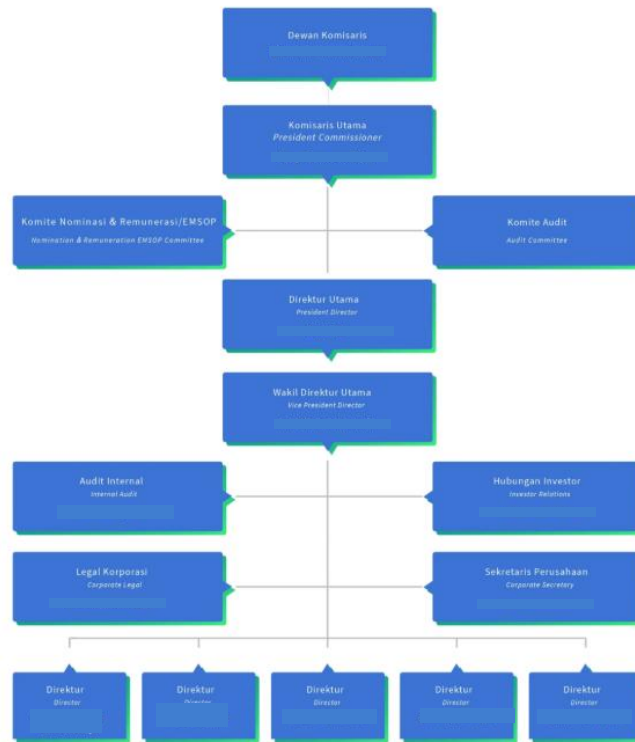 Dewan Komisaris
Komisaris Utama
President Commissioner
Komite Nominasi & Remunerasi/EMSOP
Nomination & Remuneration EMSOP Committee
Komite Audit
Audit Committee
Direktur Utama
President Director
Wakil Direktur Utama
Vice President Director
Audit Internal
Internal Audit
Hubungan Investor
Investor Relations
Legal Korporasi
Corporate Legal
Sekretaris Perusahaan
Corporate Secretary
Direktur
Director
Direktur
Director
Direktur
Director
Direktur
Director
Direktur
Director